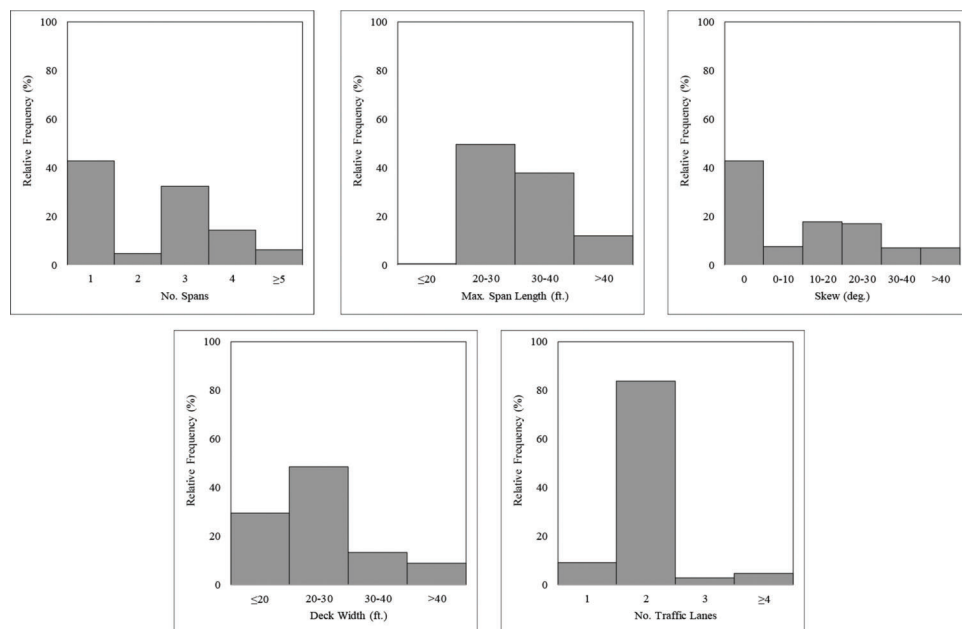 100
80
60
40
20
0
Relative Frequency (%)
1 2 3 4 ≥5
No. Spans
100
80
60
40
20
0
Relative Frequency (%)
≤20 20-30 30-40 >40
Max. Span Length (ft.)
100
80
60
40
20
0
Relative Frequency (%)
0 0-10 10-20 20-30 30-40 >40
Skew (deg.)
100
80
60
40
20
0
Relative Frequency (%)
≤20 20-30 30-40 >40
Deck Width (ft.)
100
80
60
40
20
0
Relative Frequency (%)
1 2 3 ≥4
No. Traffic Lanes